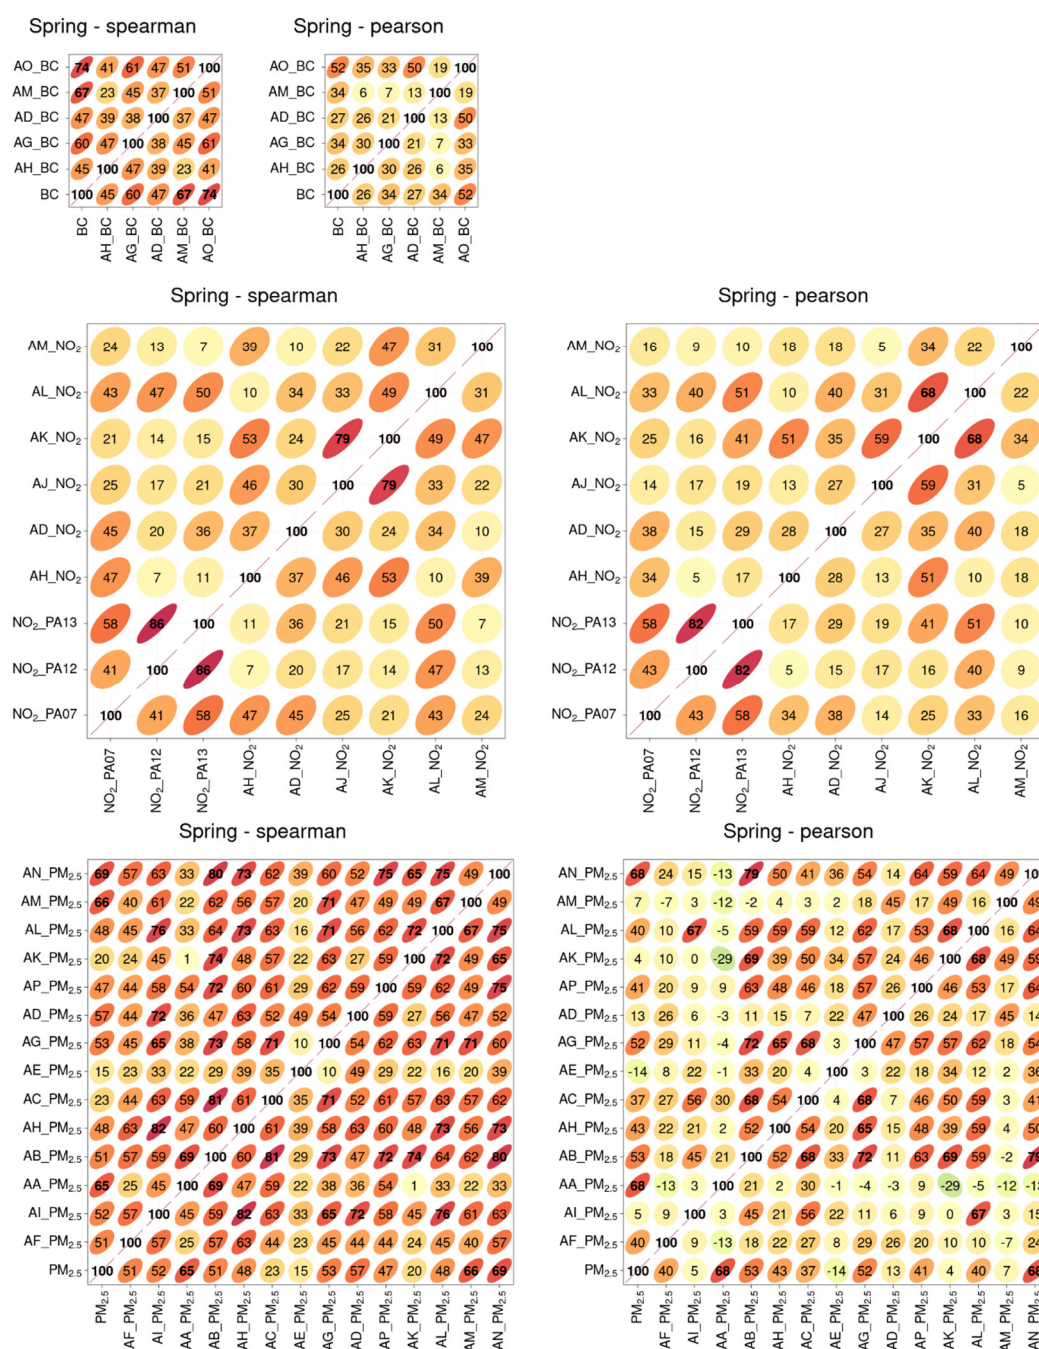 Spring - spearman
AO_BC 74 41 61 47 51 100
AM_BC 67 23 45 37 100 51
AD_BC 47 39 38 100 37 47
AG_BC 60 47 100 38 45 61
AH_BC 45 100 47 39 23 41
BC 100 45 60 47 67 74
BC AH_BC AG_BC AD_BC AM_BC AO_BC
Spring - pearson
AO_BC 52 35 33 50 19 100
AM_BC 34 6 7 13 100 19
AD_BC 27 26 21 100 13 50
AG_BC 34 30 100 21 7 33
AH_BC 26 100 30 26 6 35
BC 100 26 34 27 34 52
BC AH_BC AG_BC AD_BC AM_BC AO_BC
Spring - spearman
AM_NO₂ 24 13 7 39 10 22 47 31 100
AL_NO₂ 43 47 50 10 34 33 49 100 31
AK_NO₂ 21 14 15 53 24 79 100 49 47
AJ_NO₂ 25 17 21 46 30 100 79 33 22
AD_NO₂ 45 20 36 37 100 30 24 34 10
AH_NO₂ 47 7 11 100 37 46 53 10 39
NO₂_PA13 58 86 100 11 36 21 15 50 7
NO₂_PA12 41 100 86 7 20 17 14 47 13
NO₂_PA07 100 41 58 47 45 25 21 43 24
NO₂_PA07 NO₂_PA12 NO₂_PA13 AH_NO₂ AD_NO₂ AJ_NO₂ AK_NO₂ AL_NO₂ AM_NO₂
Spring - pearson
AM_NO₂ 16 9 10 18 18 5 34 22 100
AL_NO₂ 33 40 51 10 40 31 68 100 22
AK_NO₂ 25 16 41 51 35 59 100 68 34
AJ_NO₂ 14 17 19 13 27 100 59 31 5
AD_NO₂ 38 15 29 28 100 27 35 40 18
AH_NO₂ 34 5 17 100 28 13 51 10 18
NO₂_PA13 58 82 100 17 29 19 41 51 10
NO₂_PA12 43 100 82 5 15 17 16 40 9
NO₂_PA07 100 43 58 34 38 14 25 33 16
NO₂_PA07 NO₂_PA12 NO₂_PA13 AH_NO₂ AD_NO₂ AJ_NO₂ AK_NO₂ AL_NO₂ AM_NO₂
Spring - spearman
AN_PM₂.₅ 69 57 63 33 80 73 62 39 60 52 75 65 75 49 100
AM_PM₂.₅ 66 40 61 22 62 56 57 20 71 47 49 49 67 100 49
AL_PM₂.₅ 48 45 76 33 64 73 63 16 71 56 62 72 100 67 75
AK_PM₂.₅ 20 24 45 1 74 48 57 22 63 27 59 100 72 49 65
AP_PM₂.₅ 47 44 58 54 72 60 61 29 62 59 100 59 62 49 75
AD_PM₂.₅ 57 44 72 36 47 63 52 49 54 100 59 27 56 47 52
AG_PM₂.₅ 53 45 65 38 73 58 71 10 100 54 62 63 71 71 60
AE_PM₂.₅ 15 23 33 22 29 39 35 100 10 49 29 22 16 20 39
AC_PM₂.₅ 23 44 63 59 81 61 100 35 71 52 61 57 63 57 62
AH_PM₂.₅ 48 63 82 47 60 100 61 39 58 63 60 48 73 56 73
AB_PM₂.₅ 51 57 59 69 100 60 81 29 73 47 72 74 64 62 80
AA_PM₂.₅ 65 25 45 100 69 47 59 22 38 36 54 1 33 22 33
AI_PM₂.₅ 52 57 100 45 59 82 63 33 65 72 58 45 76 61 63
AF_PM₂.₅ 51 100 57 25 57 63 44 23 45 44 44 24 45 40 57
PM₂.₅ 100 51 52 65 51 48 23 15 53 57 47 20 48 66 69
PM₂.₅ AF_PM₂.₅ AI_PM₂.₅ AA_PM₂.₅ AB_PM₂.₅ AH_PM₂.₅ AC_PM₂.₅ AE_PM₂.₅ AG_PM₂.₅ AD_PM₂.₅ AP_PM₂.₅ AK_PM₂.₅ AL_PM₂.₅ AM_PM₂.₅ AN_PM₂.₅
Spring - pearson
AN_PM₂.₅ 68 24 15 -13 79 50 41 36 54 14 64 59 64 49
AM_PM₂.₅ 7 -7 3 -12 -2 4 3 2 18 45 17 49 16 100 49
AL_PM₂.₅ 40 10 67 -5 59 59 59 12 62 17 53 68 100 16 64
AK_PM₂.₅ 4 10 0 -29 69 39 50 34 57 24 46 100 68 49 59
AP_PM₂.₅ 41 20 9 9 63 48 46 18 57 26 100 46 53 17 64
AD_PM₂.₅ 13 26 6 -3 11 15 7 22 47 100 26 24 17 45 14
AG_PM₂.₅ 52 29 11 -4 72 65 68 3 100 47 57 57 62 18 54
AE_PM₂.₅ -14 8 22 -1 33 20 4 100 3 22 18 34 12 2 36
AC_PM₂.₅ 37 27 56 30 68 54 100 4 68 7 46 50 59 3 41
AH_PM₂.₅ 43 22 21 2 52 100 54 20 65 15 48 39 59 4 50
AB_PM₂.₅ 53 18 45 21 100 52 68 33 72 11 63 69 59 -2 79
AA_PM₂.₅ 68 -13 3 100 21 2 30 -1 -4 -3 9 -29 -5 -12 -13
AI_PM₂.₅ 5 9 100 3 45 21 56 22 11 6 9 0 67 3 15
AF_PM₂.₅ 40 100 9 -13 18 22 27 8 29 26 20 10 10 -7 24
PM₂.₅ 100 40 5 68 53 43 37 -14 52 13 41 4 40 7 68
PM₂.₅ AF_PM₂.₅ AI_PM₂.₅ AA_PM₂.₅ AB_PM₂.₅ AH_PM₂.₅ AC_PM₂.₅ AE_PM₂.₅ AG_PM₂.₅ AD_PM₂.₅ AP_PM₂.₅ AK_PM₂.₅ AL_PM₂.₅ AM_PM₂.₅ AN_PM₂.₅